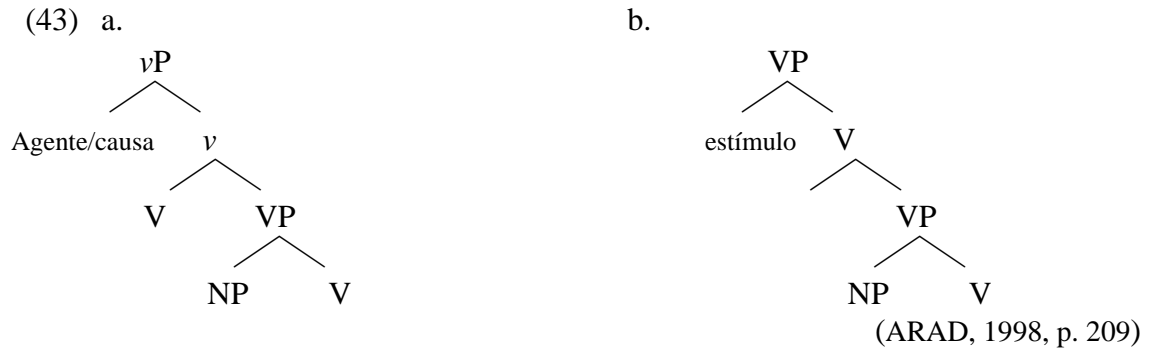 (43) a. b.
vP VP
Agente/causa v estímulo V
V VP VP
NP V NP V
(ARAD, 1998, p. 209)